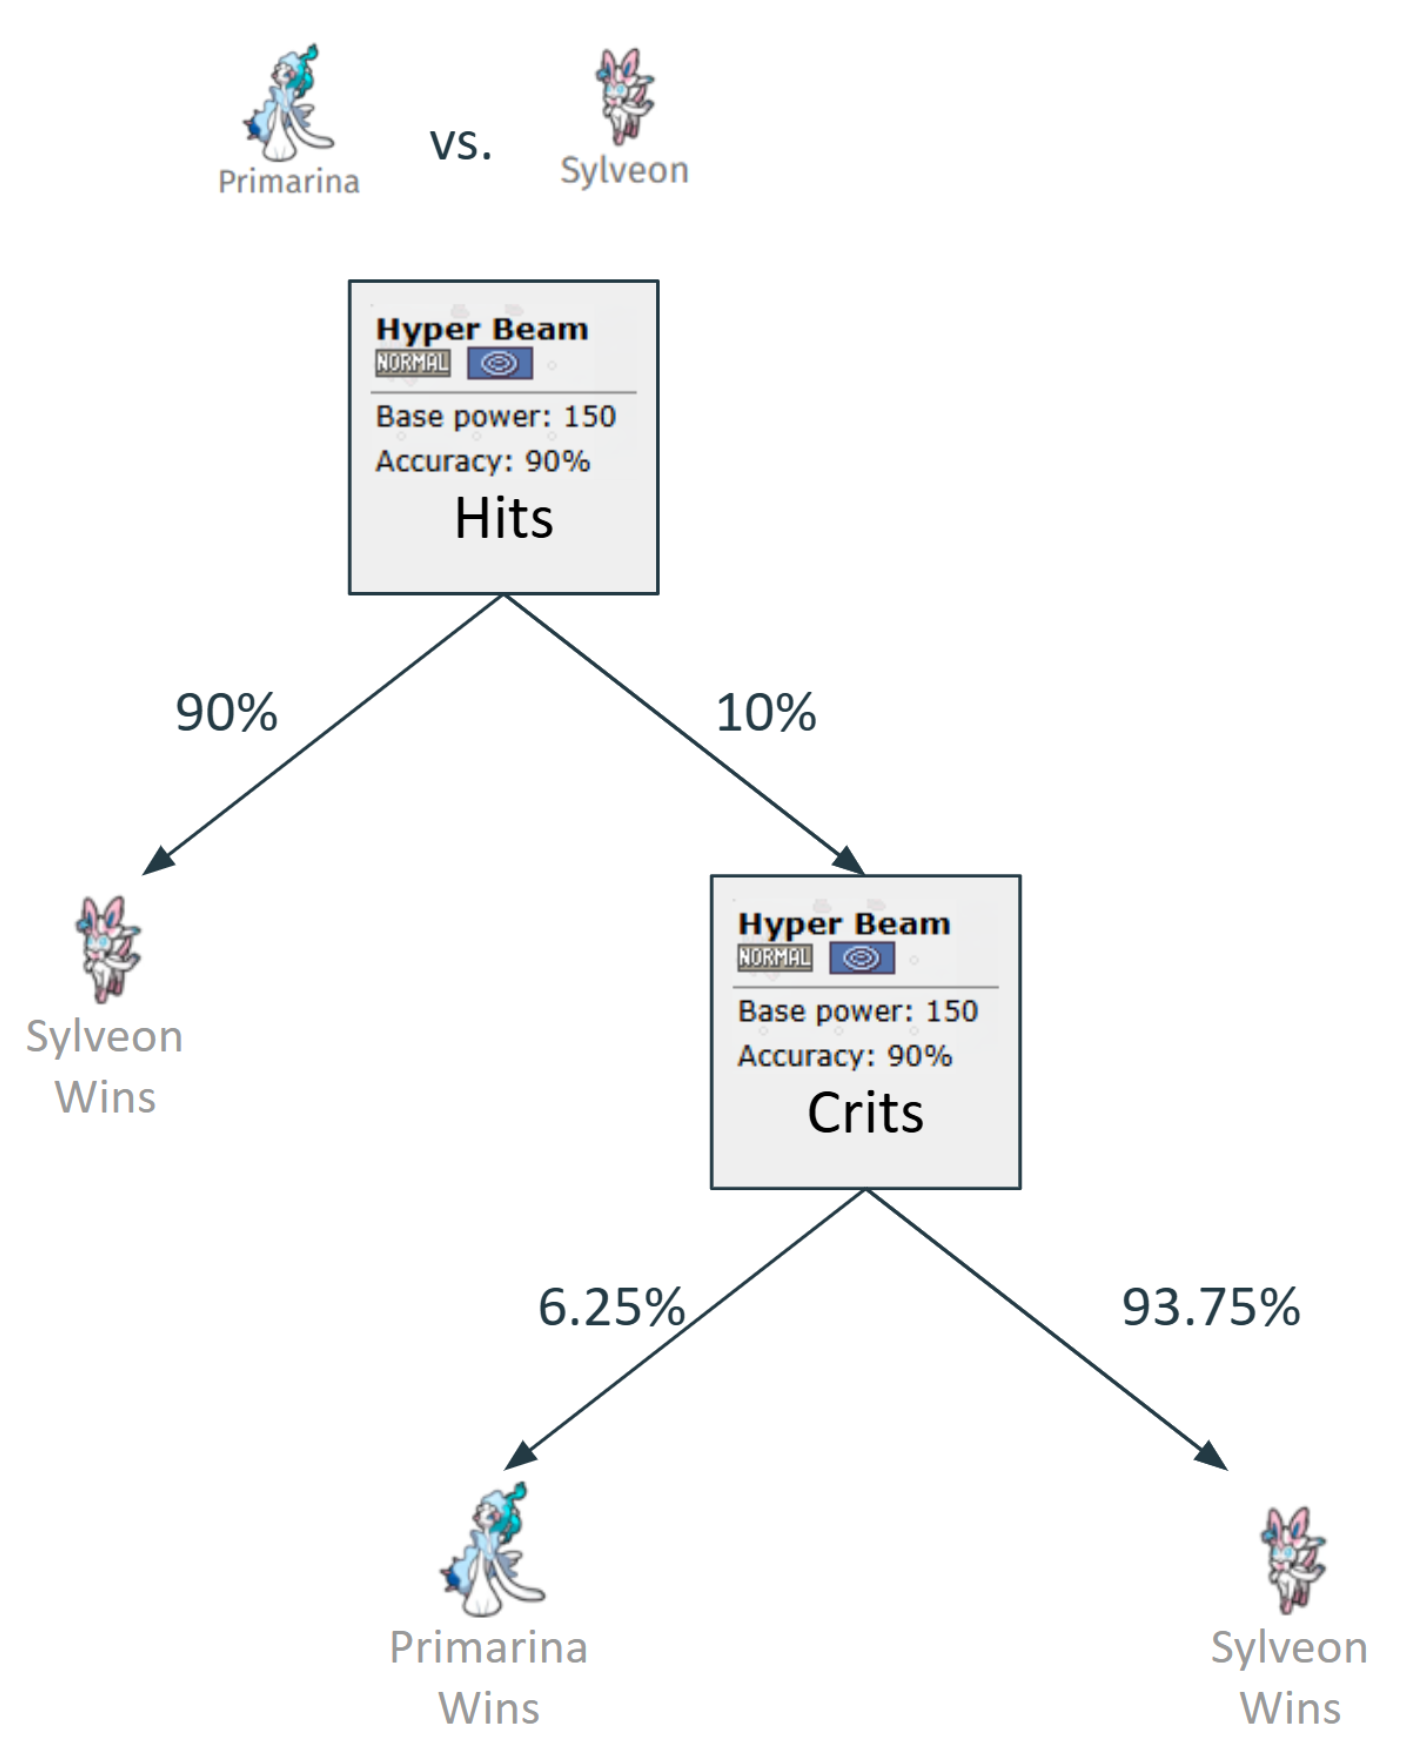 Primarina
vs.
Sylveon
Hyper Beam
NORMAL
Base power: 150
Accuracy: 90%
Hits
90%
10%
Sylveon
Wins
Hyper Beam
NORMAL
Base power: 150
Accuracy: 90%
Crits
6.25%
93.75%
Primarina
Wins
Sylveon
Wins